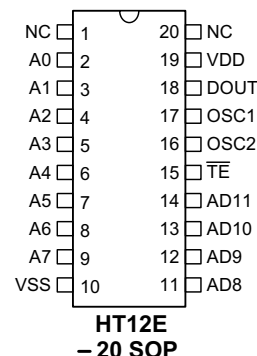 NC 1 20 NC
A0 2 19 VDD
A1 3 18 DOUT
A2 4 17 OSC1
A3 5 16 OSC2
A4 6 15 T̅E̅
A5 7 14 AD11
A6 8 13 AD10
A7 9 12 AD9
VSS 10 11 AD8
HT12E
– 20 SOP